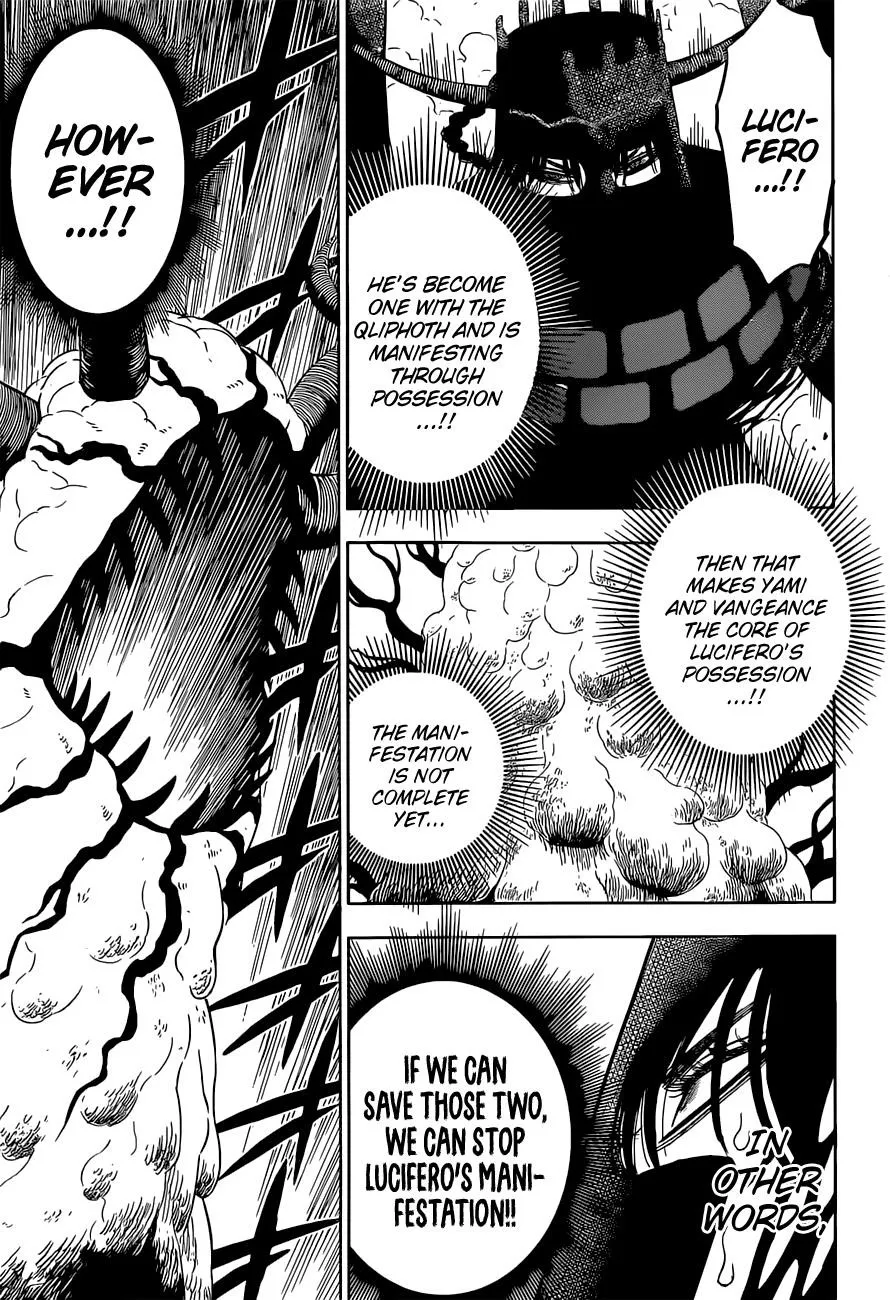 LUCI-
FERO
...!!
HE'S BECOME
ONE WITH THE
QLIPHOTH AND IS
MANIFESTING
THROUGH
POSSESSION
...!!
THEN THAT
MAKES YAMI
AND VANGEANCE
THE CORE OF
LUCIFERO'S
POSSESSION
...!!
THE MANI-
FESTATION
IS NOT
COMPLETE
YET...
IN
OTHER
WORDS,
IF WE CAN
SAVE THOSE TWO,
WE CAN STOP
LUCIFERO'S MANI-
FESTATION!!
HOW-
EVER
...!!